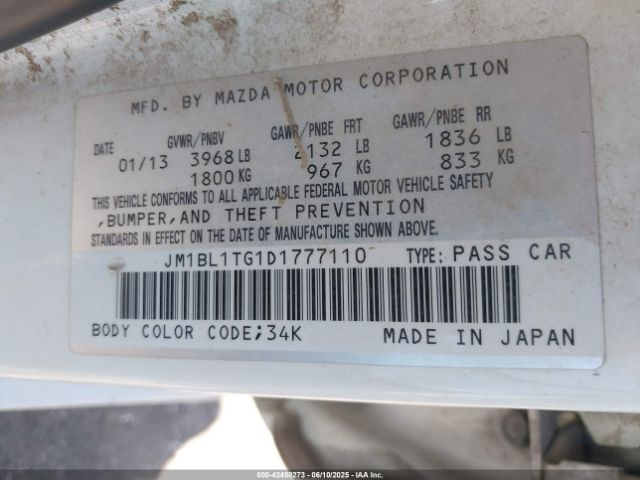 MFD. BY MAZDA MOTOR CORPORATION
DATE GVWR/PNBV GAWR/PNBE FRT GAWR/PNBE RR
01/13 3968 LB 2132 LB 1836 LB
1800 KG 967 KG 833 KG
THIS VEHICLE CONFORMS TO ALL APPLICABLE FEDERAL MOTOR VEHICLE SAFETY
,BUMPER,AND THEFT PREVENTION
STANDARDS IN EFFECT ON THE DATE OF MANUFACTURE SHOWN ABOVE.
JM1BL1TG1D1777110 TYPE: PASS CAR
BODY COLOR CODE;34K MADE IN JAPAN
000-42458273 - 06/10/2025 - IAA Inc.